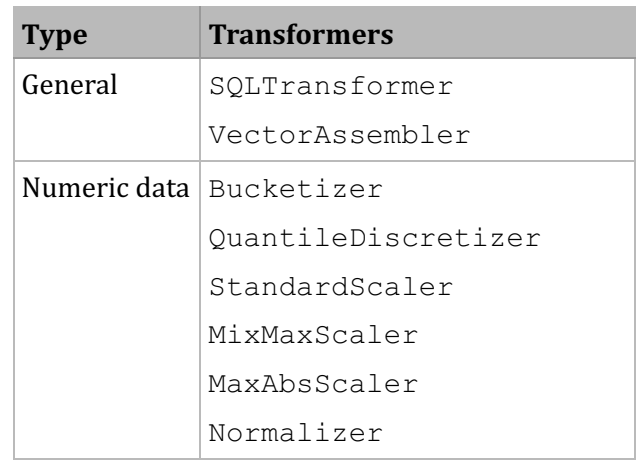 Type Transformers
General SQLTransformer
VectorAssembler
Numeric data Bucketizer
QuantileDiscretizer
StandardScaler
MixMaxScaler
MaxAbsScaler
Normalizer